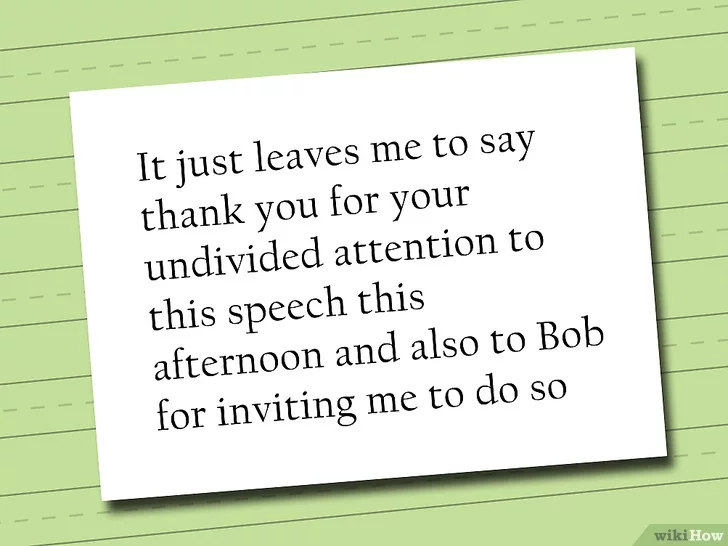 It just leaves me to say
thank you for your
undivided attention to
this speech this
afternoon and also to Bob
for inviting me to do so
wikiHow